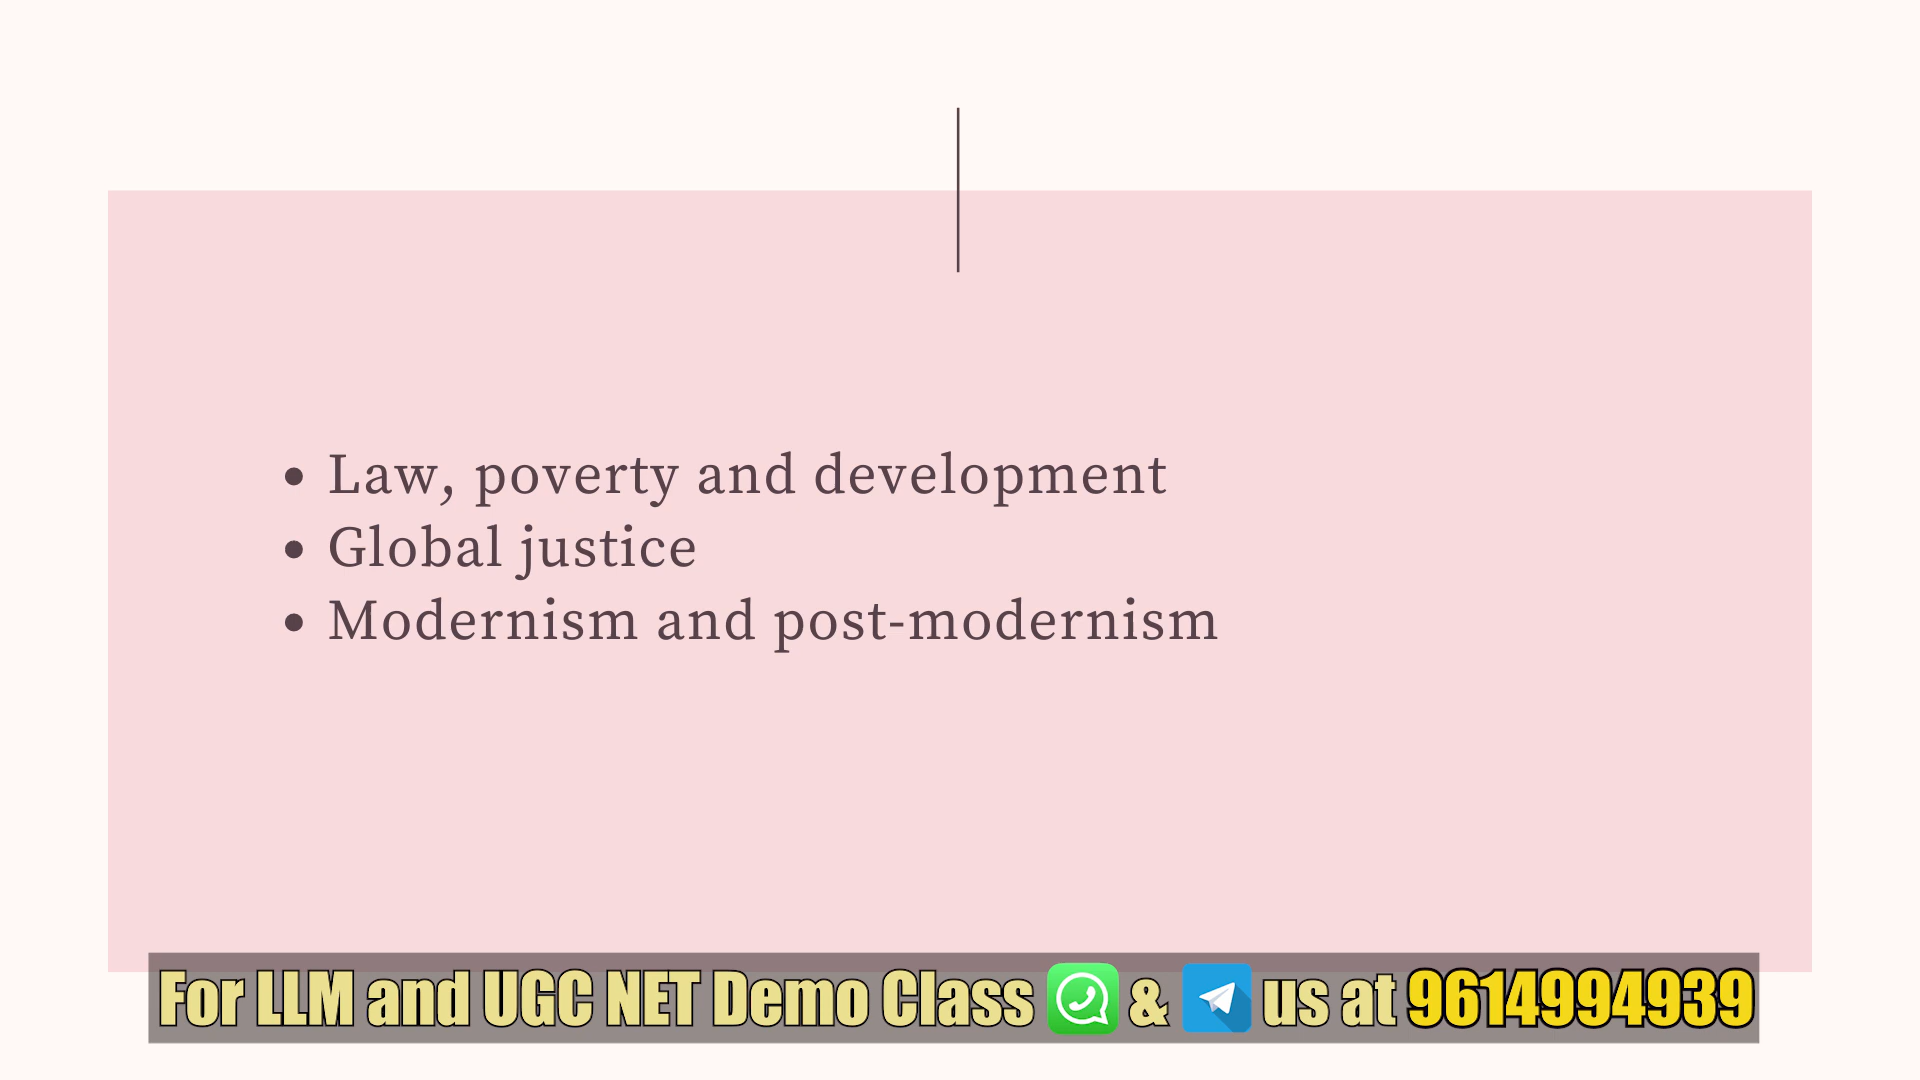 • Law, poverty and development
• Global justice
• Modernism and post-modernism
For LLM and UGC NET Demo Class & us at 9614994939